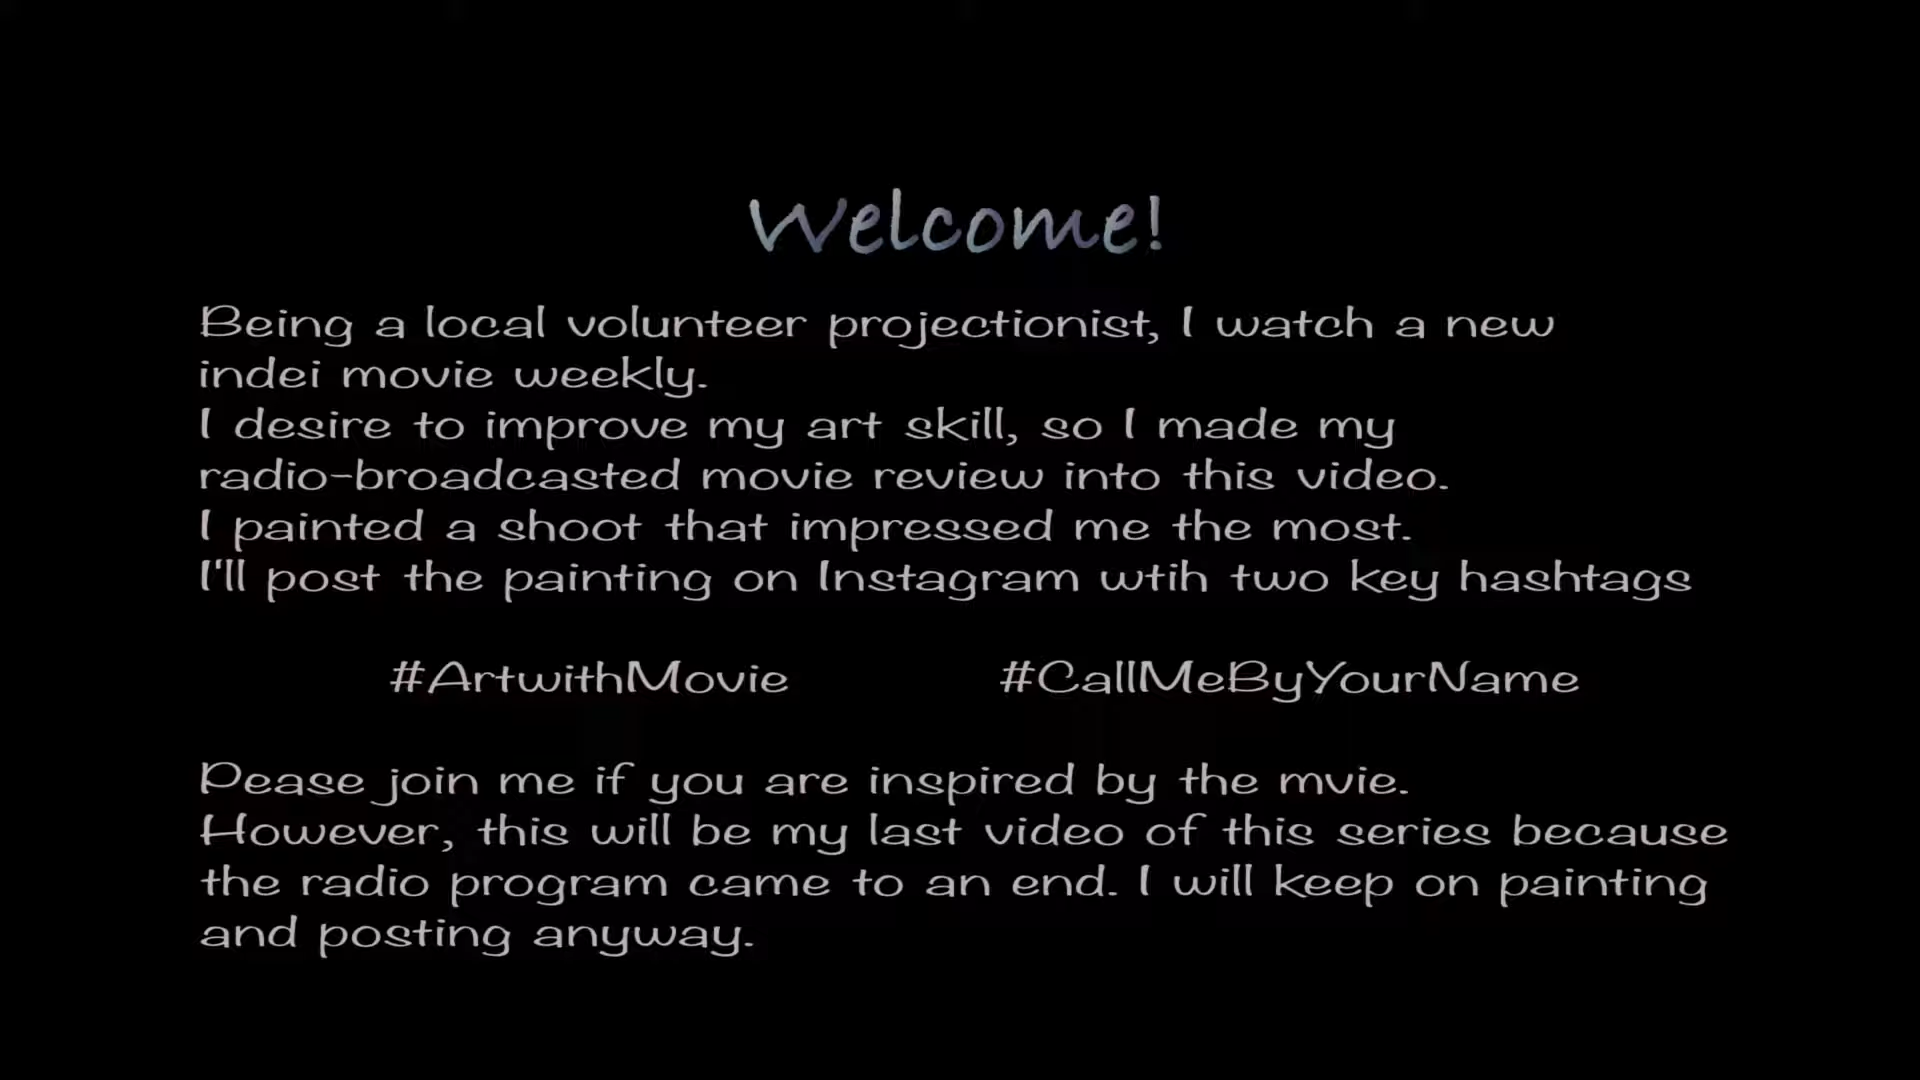 Welcome!
Being a local volunteer projectionist, I watch a new
indei movie weekly.
I desire to improve my art skill, so I made my
radio-broadcasted movie review into this video.
I painted a shoot that impressed me the most.
I'll post the painting on Instagram wtih two key hashtags
#ArtwithMovie #CallMeByYourName
Pease join me if you are inspired by the mvie.
However, this will be my last video of this series because
the radio program came to an end. I will keep on painting
and posting anyway.